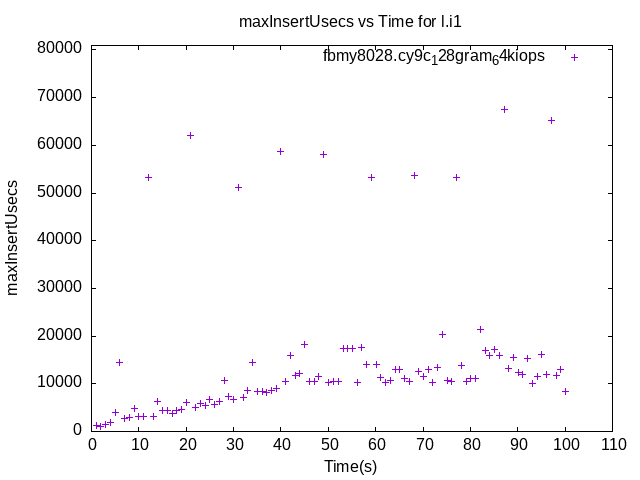 maxInsertUsecs vs Time for l.i1
fbmy8028.cy9c128gram64kiops
80000
70000
60000
50000
40000
30000
20000
10000
0
maxInsertUsecs
0 10 20 30 40 50 60 70 80 90 100 110
Time(s)